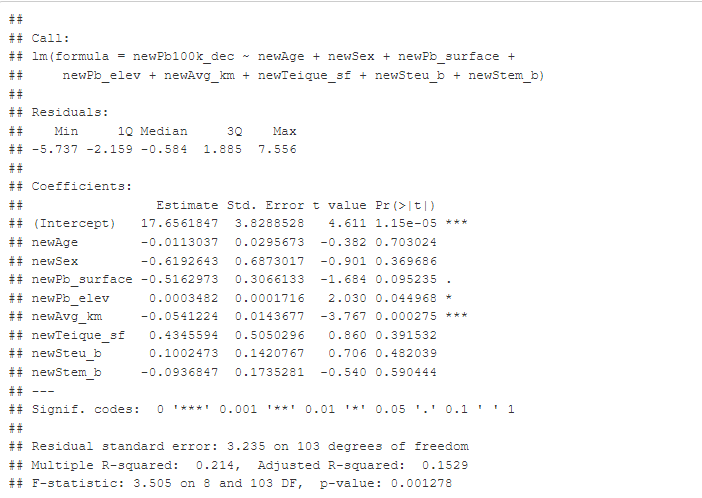 ##
## Call:
## lm(formula = newPb100k_dec ~ newAge + newSex + newPb_surface +
##     newPb_elev + newAvg_km + newTeique_sf + newSteu_b + newStem_b)
##
## Residuals:
##    Min     1Q Median     3Q    Max
## -5.737 -2.159 -0.584  1.885  7.556
##
## Coefficients:
##                 Estimate Std. Error t value Pr(>|t|)
## (Intercept)   17.6561847  3.8288528   4.611 1.15e-05 ***
## newAge        -0.0113037  0.0295673  -0.382 0.703024
## newSex        -0.6192643  0.6873017  -0.901 0.369686
## newPb_surface -0.5162973  0.3066133  -1.684 0.095235 .
## newPb_elev     0.0003482  0.0001716   2.030 0.044968 *
## newAvg_km     -0.0541224  0.0143677  -3.767 0.000275 ***
## newTeique_sf   0.4345594  0.5050296   0.860 0.391532
## newSteu_b      0.1002473  0.1420767   0.706 0.482039
## newStem_b     -0.0936847  0.1735281  -0.540 0.590444
## ---
## Signif. codes:  0 '***' 0.001 '**' 0.01 '*' 0.05 '.' 0.1 ' ' 1
##
## Residual standard error: 3.235 on 103 degrees of freedom
## Multiple R-squared:  0.214,  Adjusted R-squared:  0.1529
## F-statistic: 3.505 on 8 and 103 DF,  p-value: 0.001278